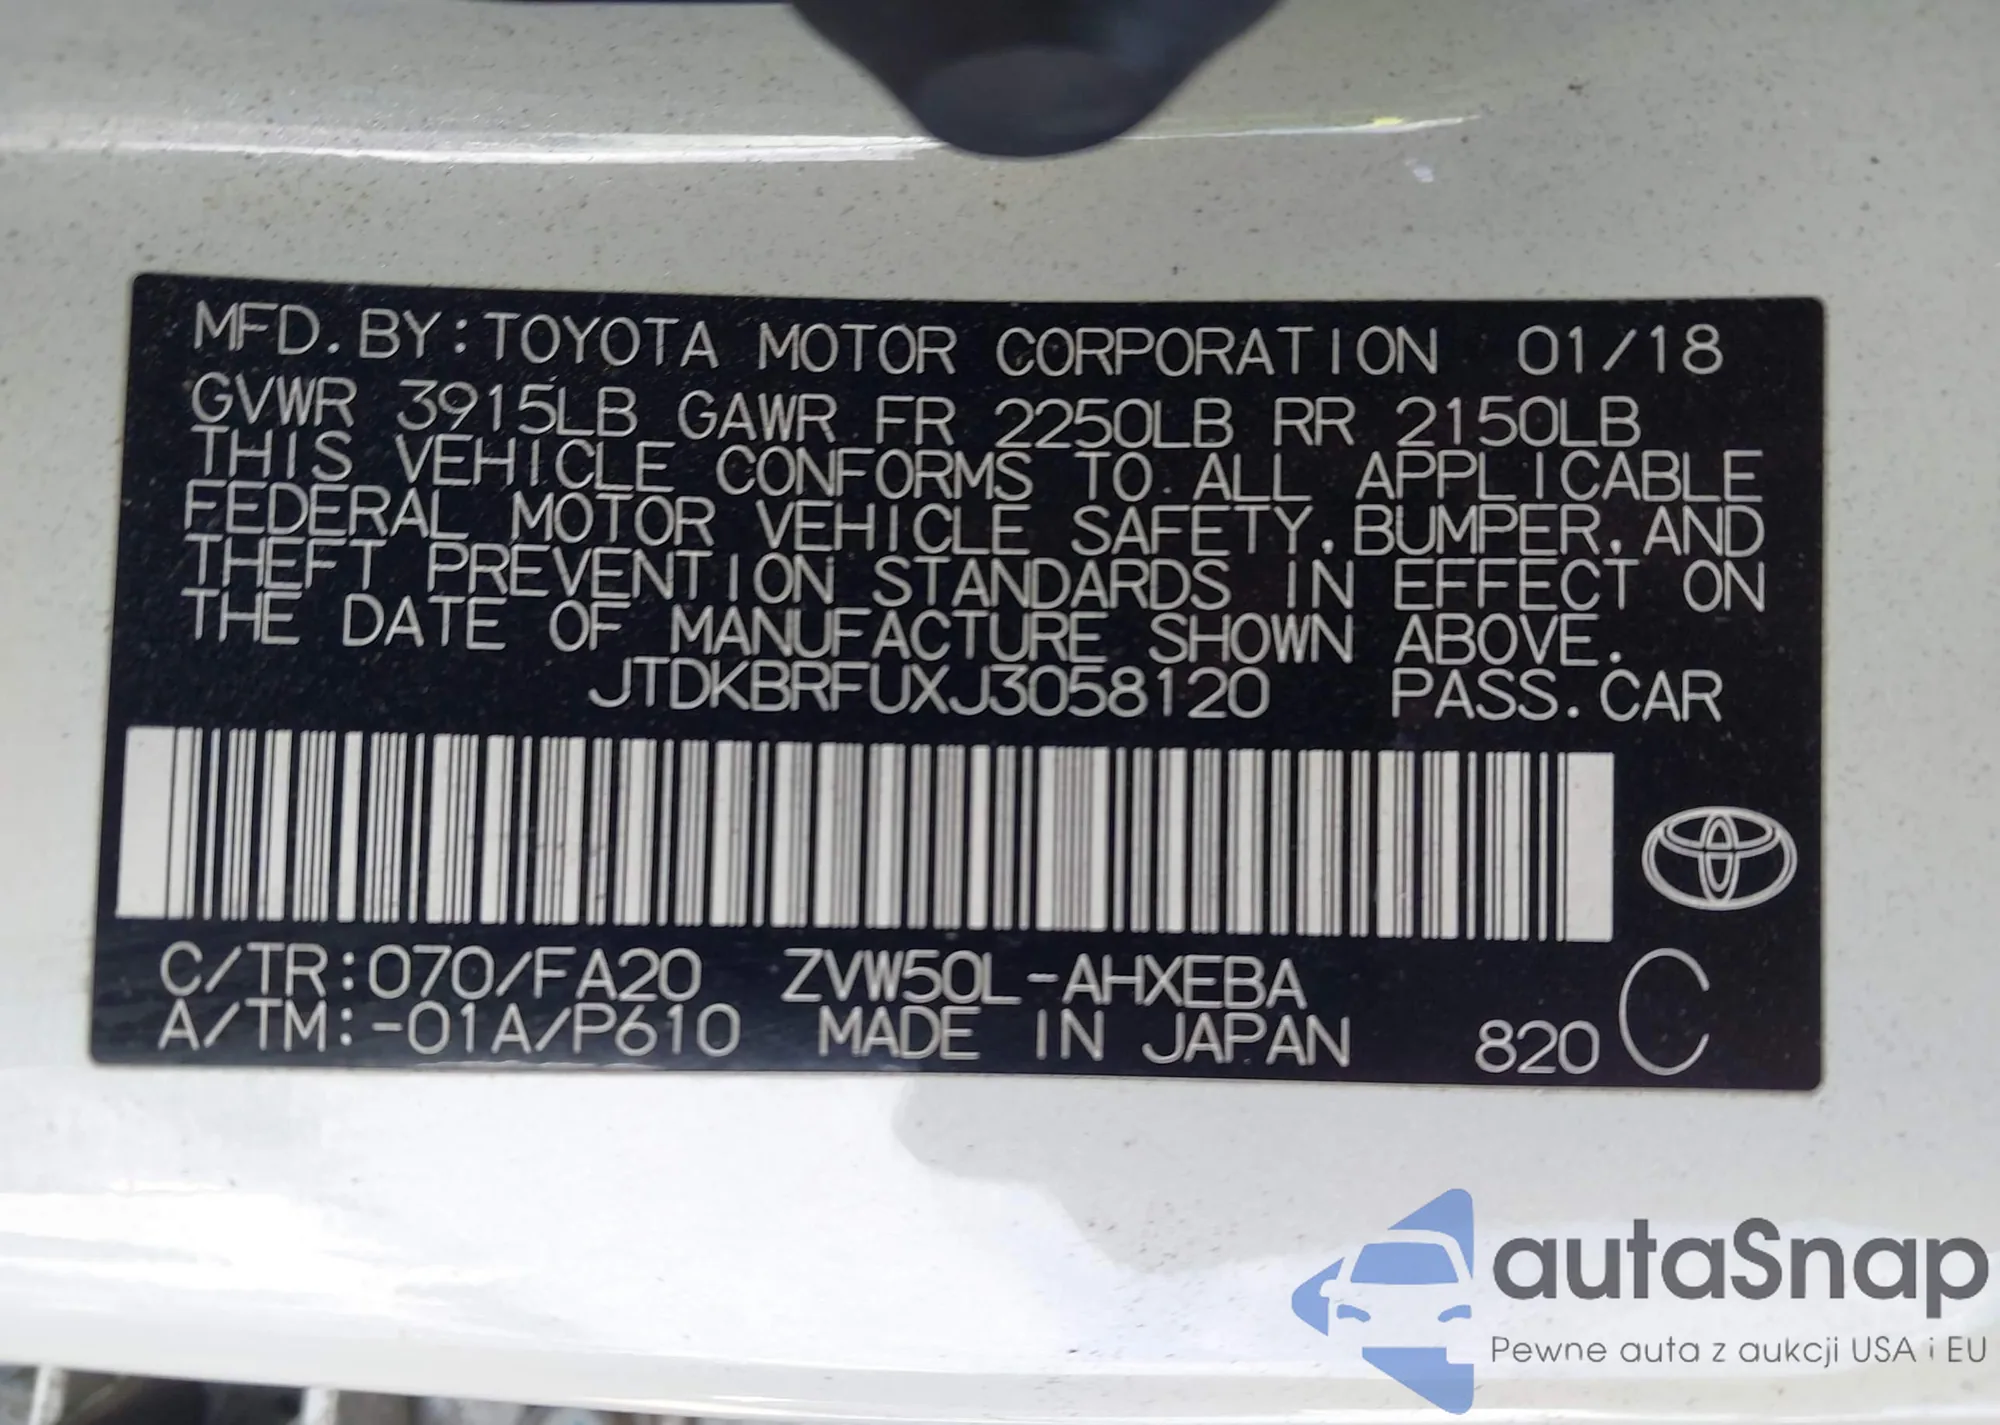 MFD. BY: TOYOTA MOTOR CORPORATION 01/18
GVWR 3915LB GAWR FR 2250LB RR 2150LB
THIS VEHICLE CONFORMS TO ALL APPLICABLE
FEDERAL MOTOR VEHICLE SAFETY, BUMPER, AND
THEFT PREVENTION STANDARDS IN EFFECT ON
THE DATE OF MANUFACTURE SHOWN ABOVE.
JTDKBRFUXJ3058120 PASS. CAR
C/TR: 070/FA20 ZVW50L-AHXEBA
A/TM: -01A/P610 MADE IN JAPAN 820 C
autaSnap
Pewne auta z aukcji USA i EU